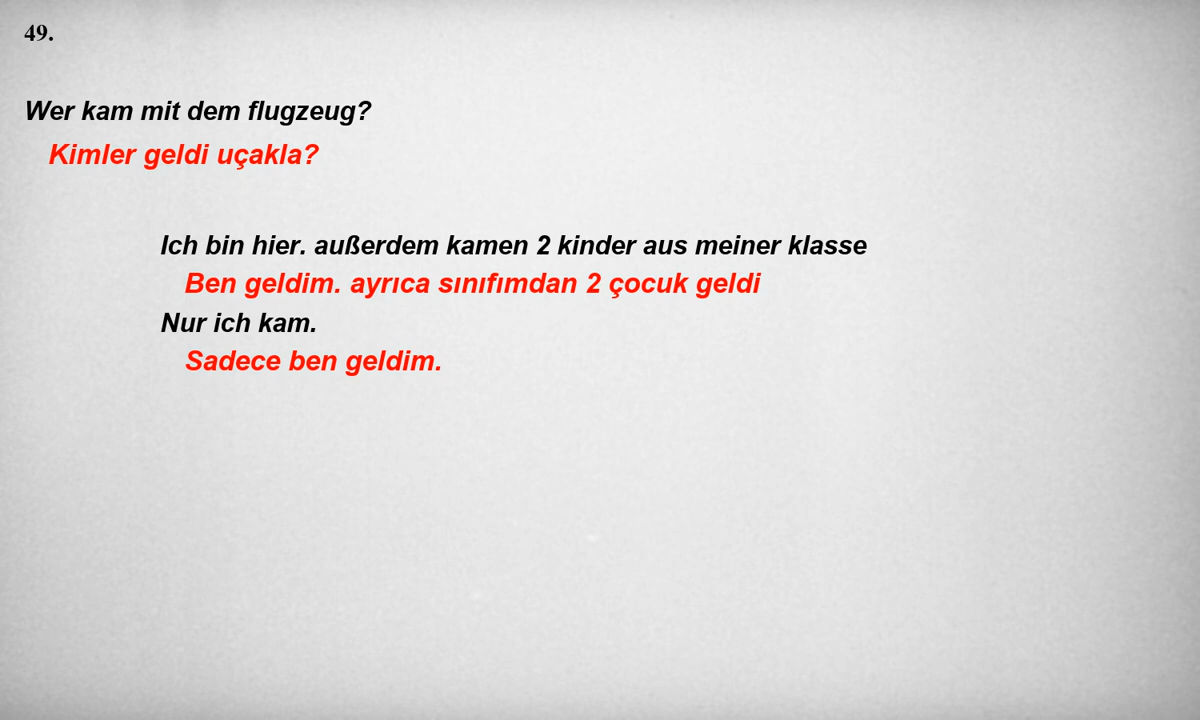 49.
Wer kam mit dem flugzeug?
Kimler geldi uçakla?
Ich bin hier. außerdem kamen 2 kinder aus meiner klasse
Ben geldim. ayrıca sınıfımdan 2 çocuk geldi
Nur ich kam.
Sadece ben geldim.